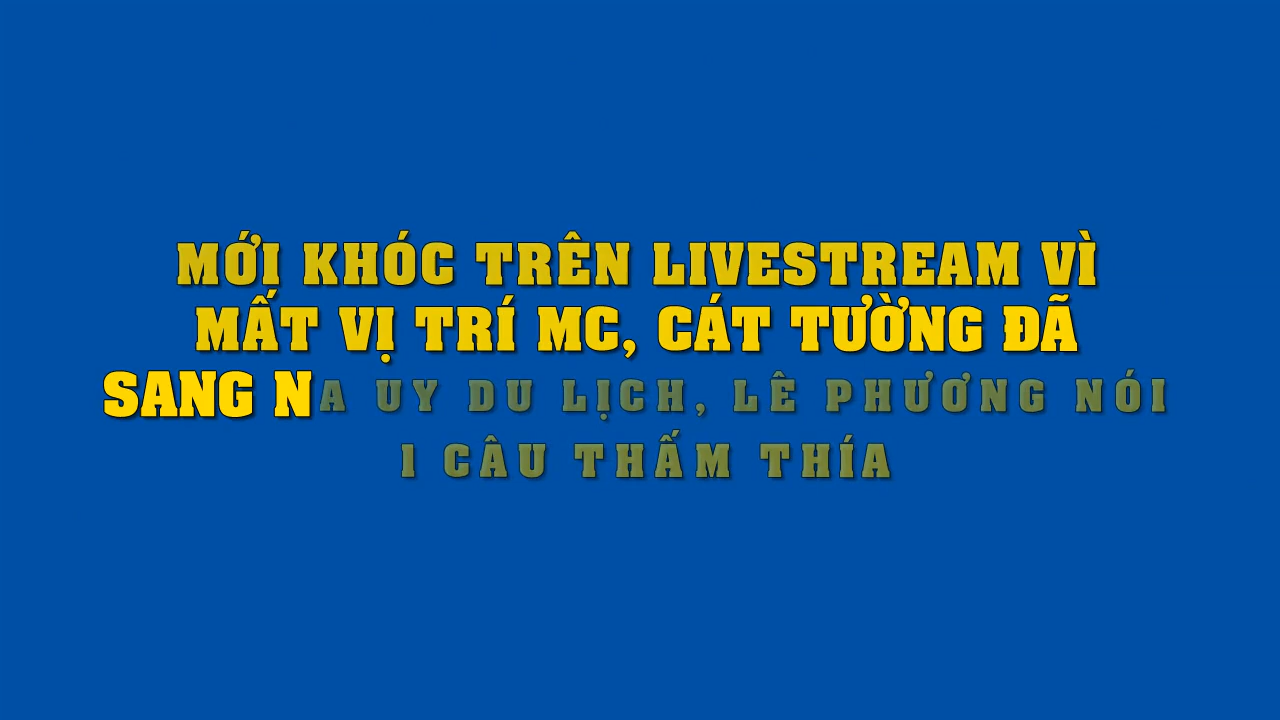 MỚI KHÓC TRÊN LIVESTREAM VÌ
MẤT VỊ TRÍ MC, CÁT TƯỜNG ĐÃ
SANG NA UY DU LỊCH, LÊ PHƯƠNG NÓI
1 CÂU THẤM THÍA